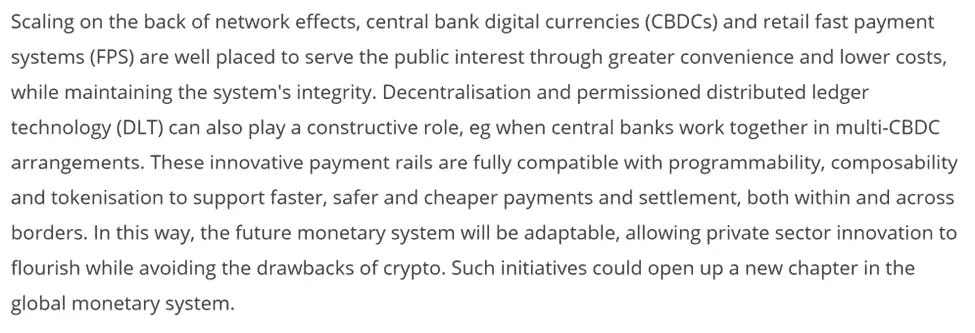 Scaling on the back of network effects, central bank digital currencies (CBDCs) and retail fast payment
systems (FPS) are well placed to serve the public interest through greater convenience and lower costs,
while maintaining the system's integrity. Decentralisation and permissioned distributed ledger
technology (DLT) can also play a constructive role, eg when central banks work together in multi-CBDC
arrangements. These innovative payment rails are fully compatible with programmability, composability
and tokenisation to support faster, safer and cheaper payments and settlement, both within and across
borders. In this way, the future monetary system will be adaptable, allowing private sector innovation to
flourish while avoiding the drawbacks of crypto. Such initiatives could open up a new chapter in the
global monetary system.